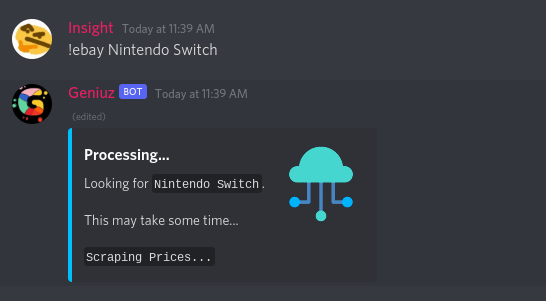 Insight Today at 11:39 AM
!ebay Nintendo Switch
Geniuz BOT Today at 11:39 AM
(edited)
Processing...
Looking for Nintendo Switch.
This may take some time...
Scraping Prices...